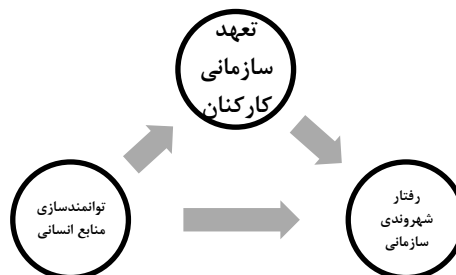 تعهد
سازمانی
کارکنان
توانمندسازی
منابع انسانی
رفتار
شهروندی
سازمانی